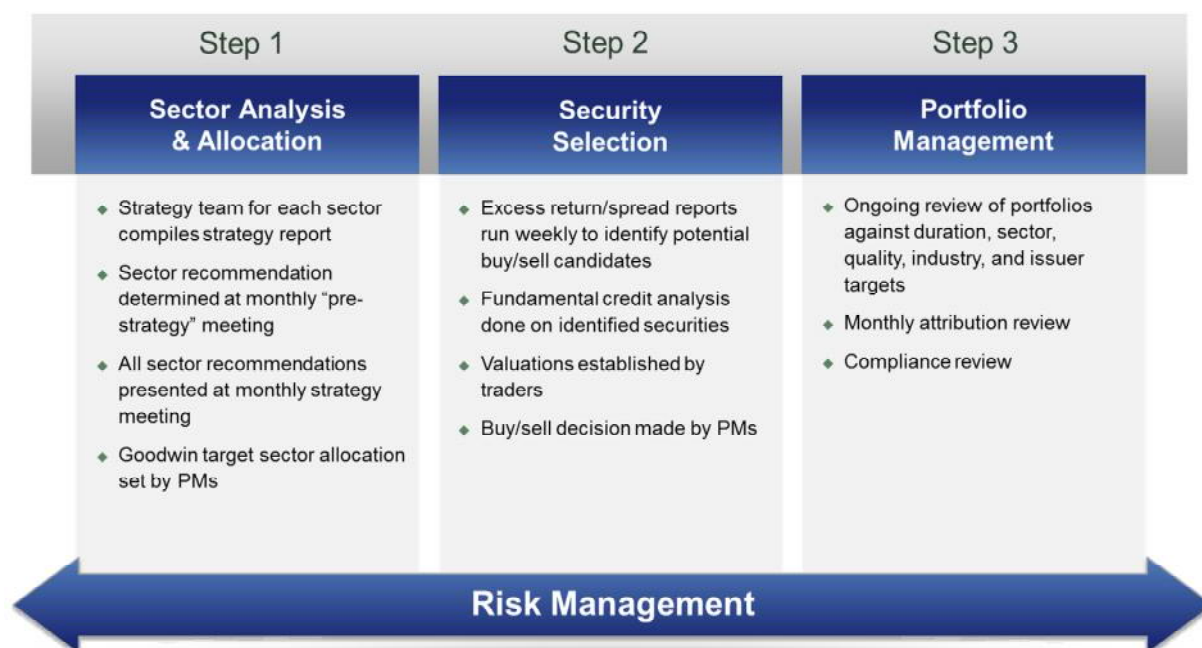 Step 1
Sector Analysis
& Allocation
Strategy team for each sector
compiles strategy report
Sector recommendation
determined at monthly “pre-
strategy” meeting
All sector recommendations
presented at monthly strategy
meeting
Goodwin target sector allocation
set by PMs
Step 2
Security
Selection
Excess return/spread reports
run weekly to identify potential
buy/sell candidates
Fundamental credit analysis
done on identified securities
Valuations established by
traders
Buy/sell decision made by PMs
Step 3
Portfolio
Management
Ongoing review of portfolios
against duration, sector,
quality, industry, and issuer
targets
Monthly attribution review
Compliance review
Risk Management